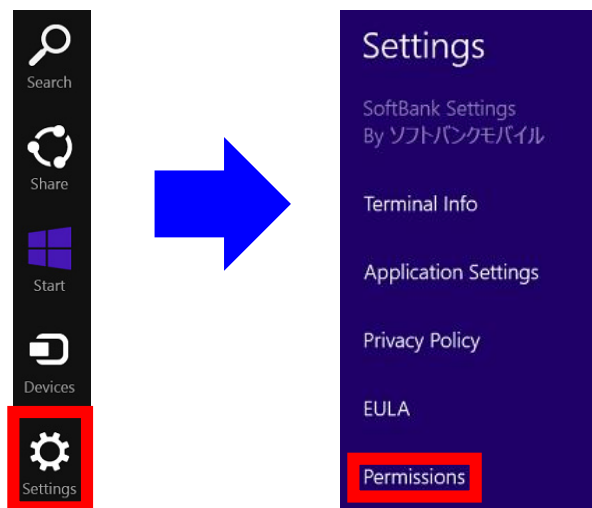 Search
Share
Start
Devices
Settings
Settings
SoftBank Settings
By ソフトバンクモバイル
Terminal Info
Application Settings
Privacy Policy
EULA
Permissions